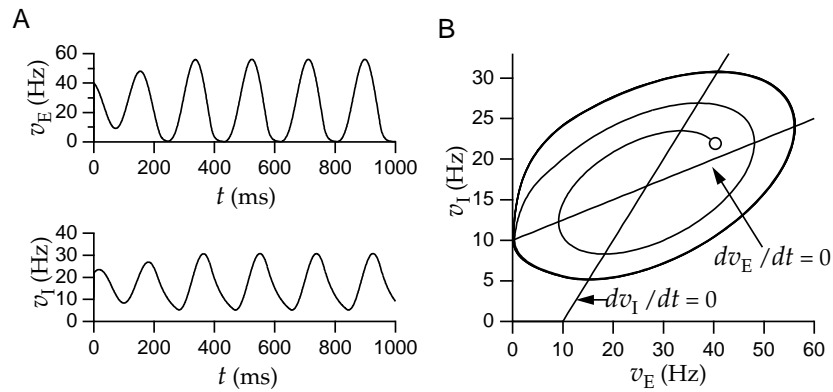 A
60
40
20
0
v_E (Hz)
0 200 400 600 800 1000
t (ms)
40
30
20
10
0
v_I (Hz)
0 200 400 600 800 1000
t (ms)
B
30
25
20
15
10
5
0
v_I (Hz)
dv_E /dt = 0
dv_I /dt = 0
0 10 20 30 40 50 60
v_E (Hz)